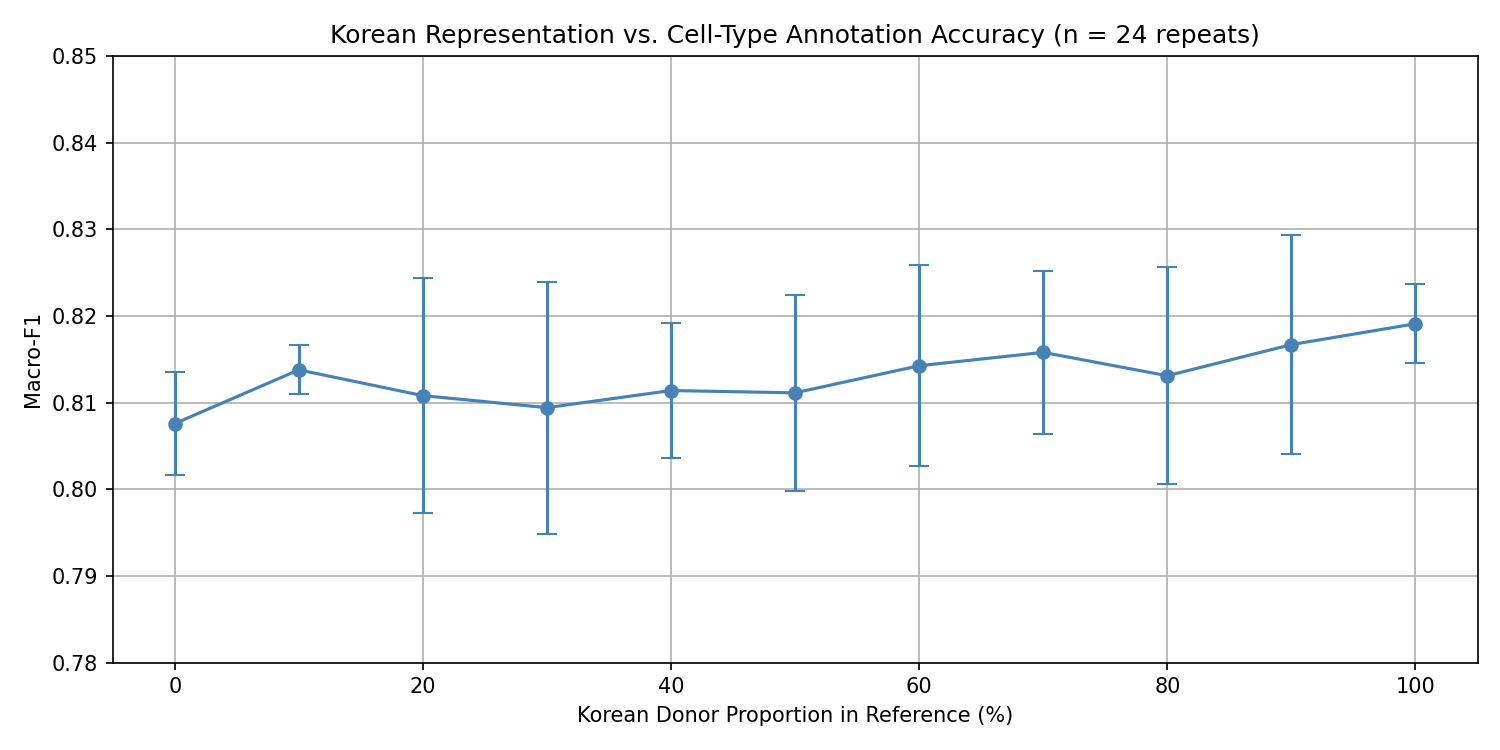 Korean Representation vs. Cell-Type Annotation Accuracy (n = 24 repeats)
0.85
0.84
0.83
0.82
0.81
0.80
0.79
0.78
Macro-F1
0 20 40 60 80 100
Korean Donor Proportion in Reference (%)